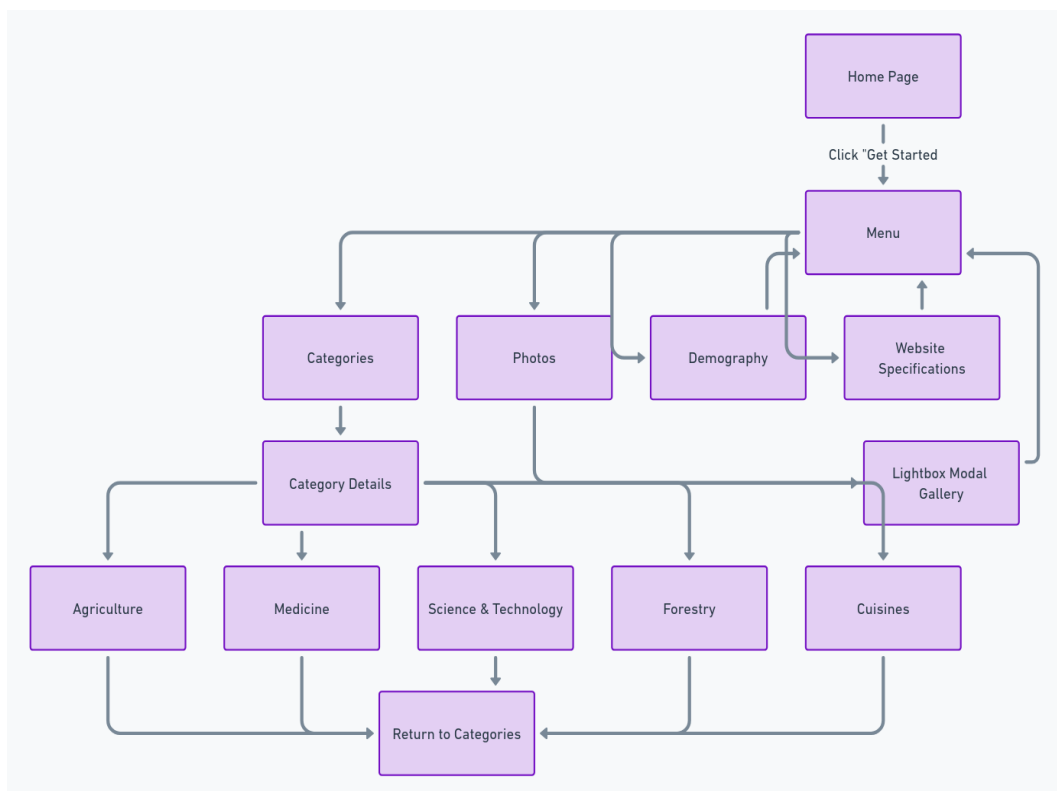 Home Page
Click "Get Started
Menu
Categories
Photos
Demography
Website
Specifications
Category Details
Lightbox Modal
Gallery
Agriculture
Medicine
Science & Technology
Forestry
Cuisines
Return to Categories